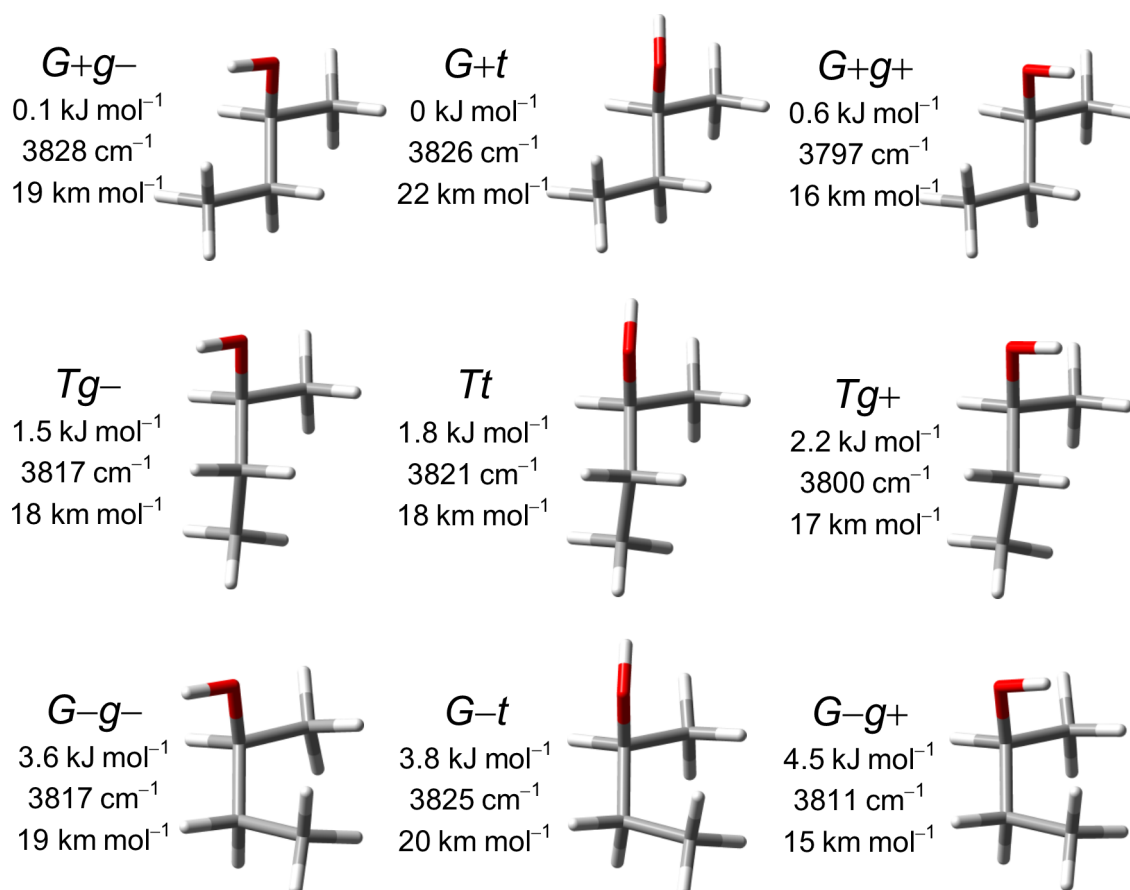 G+g−
0.1 kJ mol⁻¹
3828 cm⁻¹
19 km mol⁻¹
G+t
0 kJ mol⁻¹
3826 cm⁻¹
22 km mol⁻¹
G+g+
0.6 kJ mol⁻¹
3797 cm⁻¹
16 km mol⁻¹
Tg−
1.5 kJ mol⁻¹
3817 cm⁻¹
18 km mol⁻¹
Tt
1.8 kJ mol⁻¹
3821 cm⁻¹
18 km mol⁻¹
Tg+
2.2 kJ mol⁻¹
3800 cm⁻¹
17 km mol⁻¹
G−g−
3.6 kJ mol⁻¹
3817 cm⁻¹
19 km mol⁻¹
G−t
3.8 kJ mol⁻¹
3825 cm⁻¹
20 km mol⁻¹
G−g+
4.5 kJ mol⁻¹
3811 cm⁻¹
15 km mol⁻¹